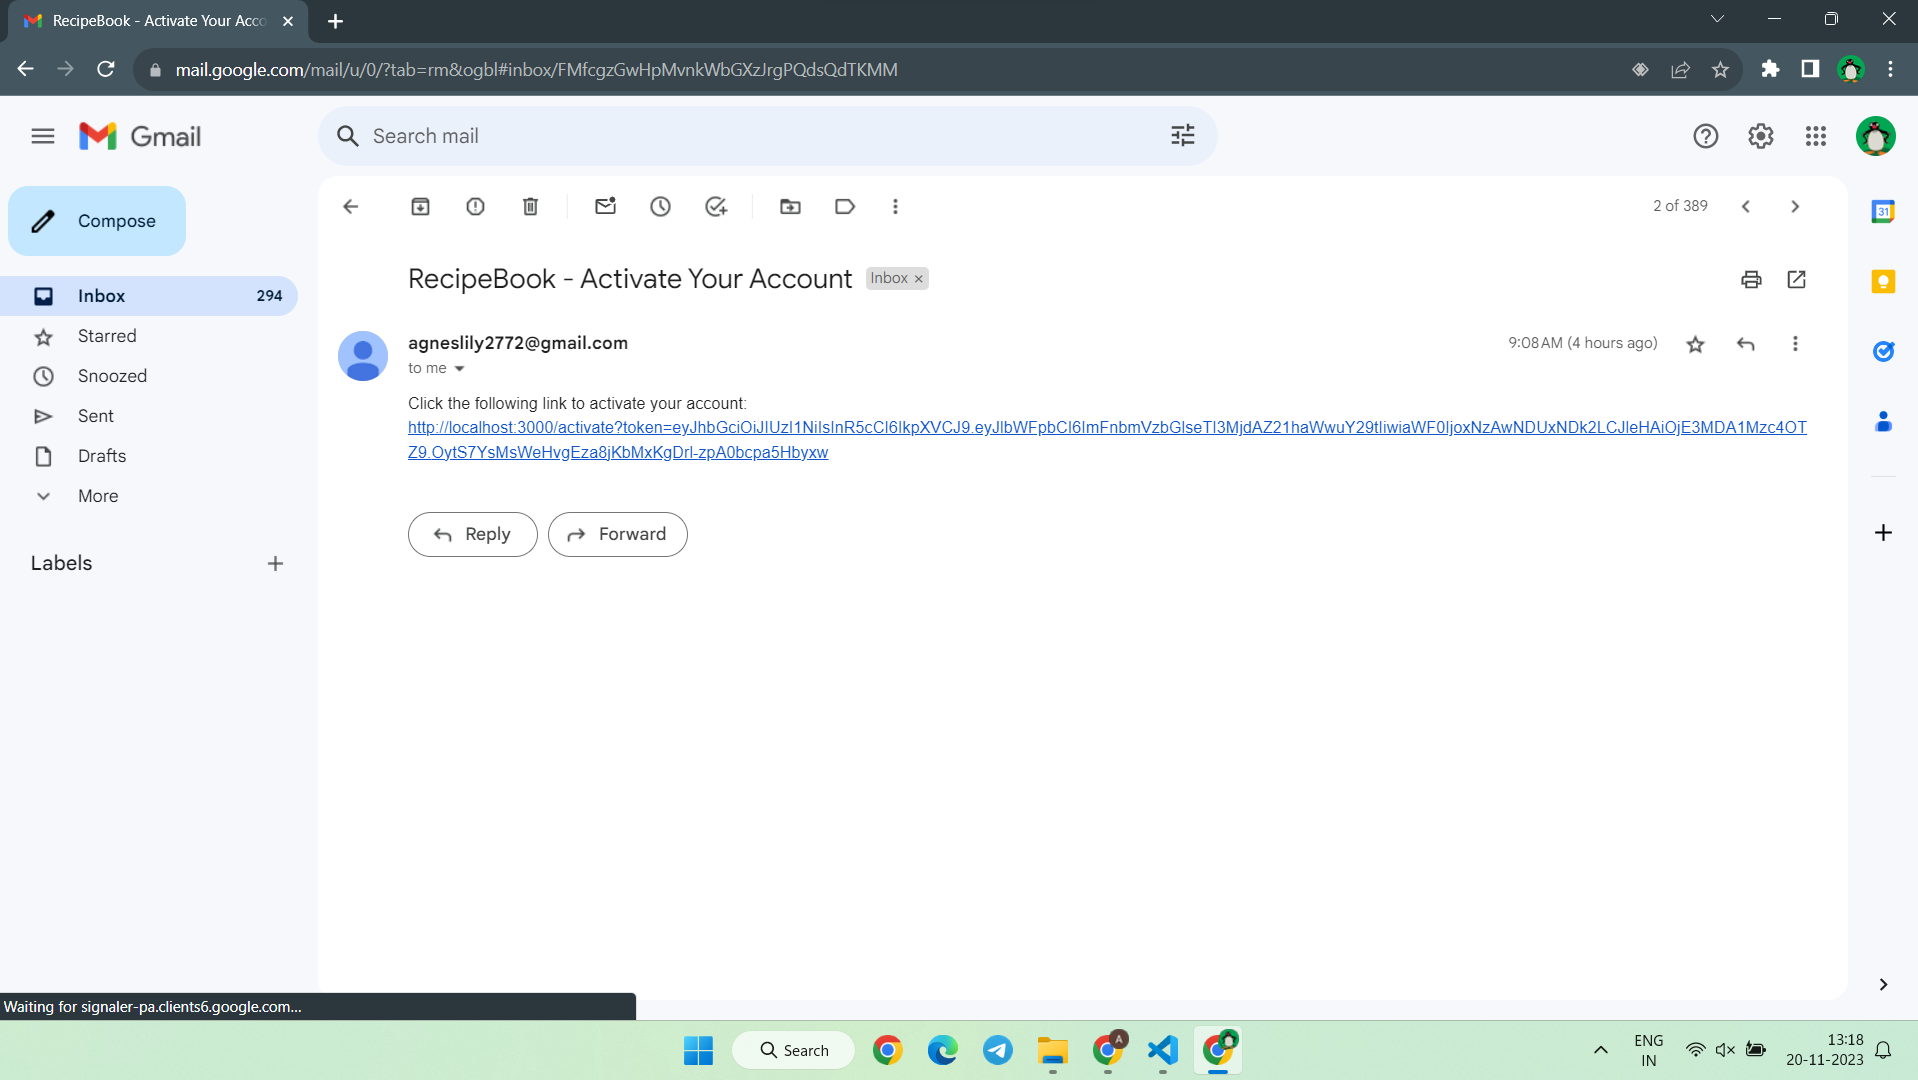 RecipeBook - Activate Your Acco
mail.google.com/mail/u/0/?tab=rm&ogbl#inbox/FMfcgzGwHpMvnkWbGXzJrgPQdsQdTKMM
Gmail
Search mail
Compose
2 of 389
31
RecipeBook - Activate Your Account
Inbox ×
Inbox 294
Starred
Snoozed
Sent
Drafts
More
Labels
agneslily2772@gmail.com
9:08 AM (4 hours ago)
to me
Click the following link to activate your account:
http://localhost:3000/activate?token=eyJhbGciOiJIUzI1NiIsInR5cCI6IkpXVCJ9.eyJlbWFpbCI6ImFnbmVzbGlseTI3MjdAZ21haWwuY29tIiwiaWF0IjoxNzAwNDUxNDk2LCJleHAiOjE3MDA1Mzc4OT
Z9.OytS7YsMsWeHvgEza8jKbMxKgDrl-zpA0bcpa5Hbyxw
Reply
Forward
Waiting for signaler-pa.clients6.google.com...
Search
A
ENG
IN
13:18
20-11-2023